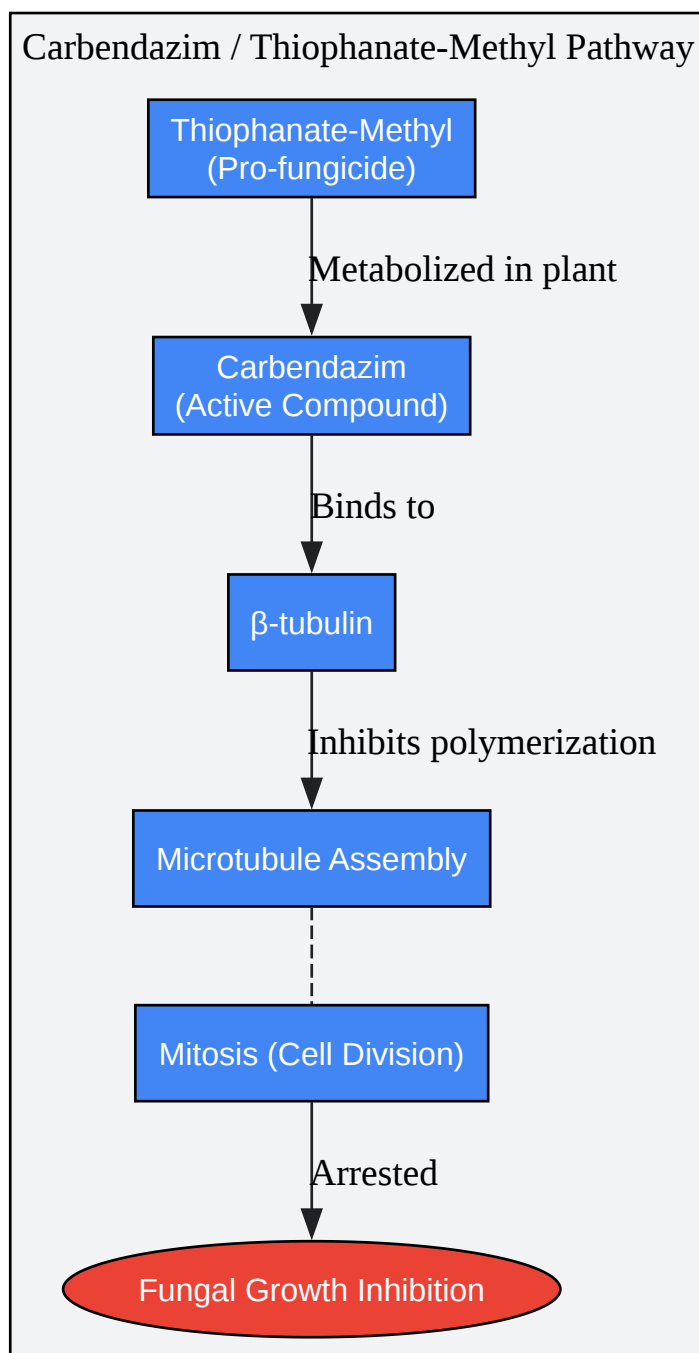 Carbendazim / Thiophanate-Methyl Pathway
Thiophanate-Methyl
(Pro-fungicide)
Metabolized in plant
Carbendazim
(Active Compound)
Binds to
β-tubulin
Inhibits polymerization
Microtubule Assembly
Mitosis (Cell Division)
Arrested
Fungal Growth Inhibition